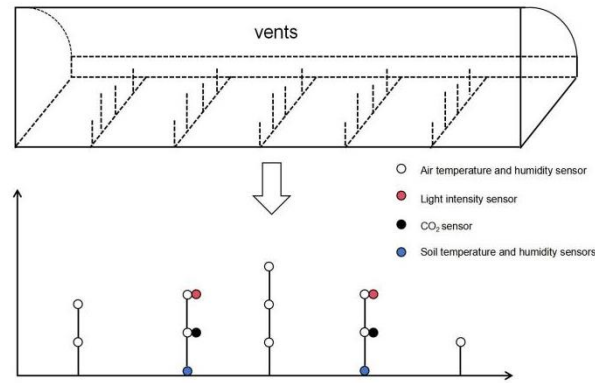 vents
Air temperature and humidity sensor
Light intensity sensor
CO₂ sensor
Soil temperature and humidity sensors